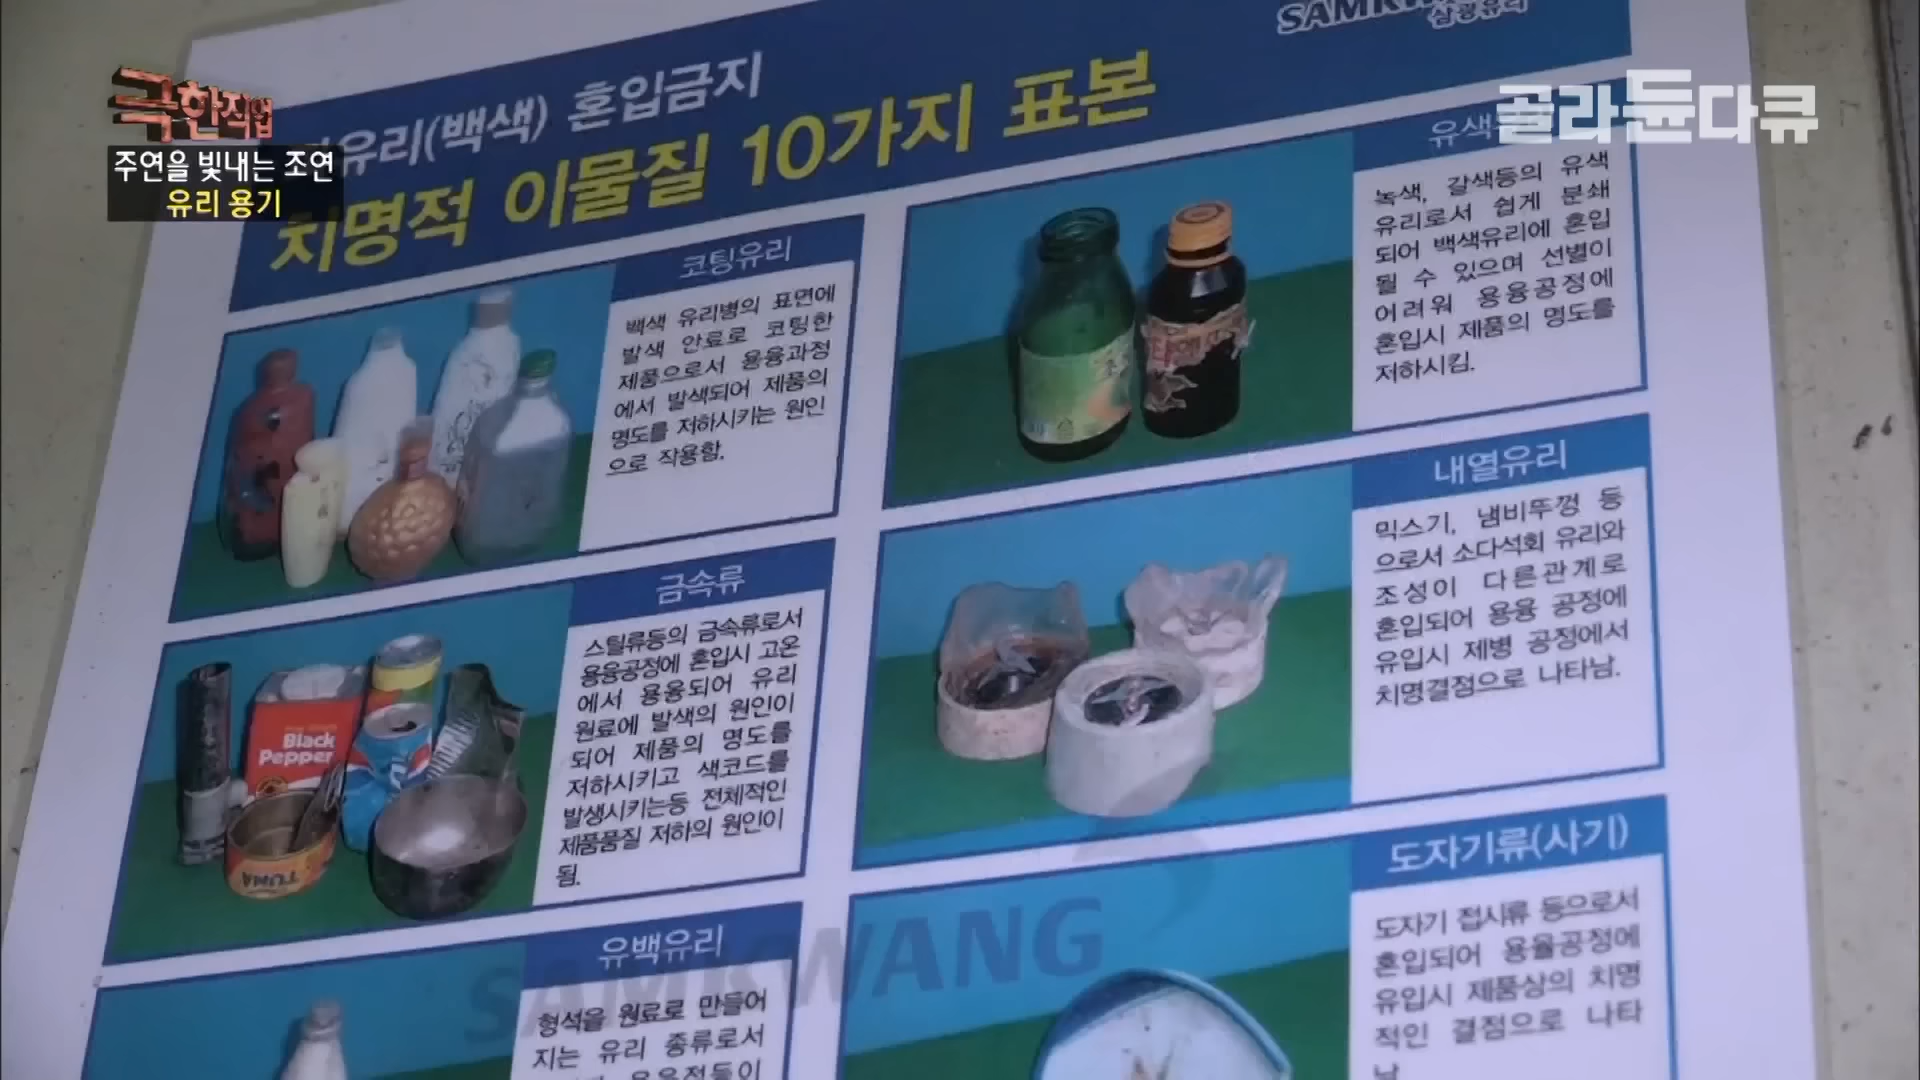 극한직업
주연을 빛내는 조연
유리 용기
골라듄다큐
삼광유리
유리(백색) 혼입금지
치명적 이물질 10가지 표본
코팅유리
백색 유리병의 표면에
발색 안료로 코팅한
제품으로서 용융과정
에서 발색되어 제품의
명도를 저하시키는 원인
으로 작용함.
유색
녹색, 갈색등의 유색
유리로서 쉽게 분쇄
되어 백색유리에 혼입
될 수 있으며 선별이
어려워 용융공정에
혼입시 제품의 명도를
저하시킴.
금속류
스틸류등의 금속류로서
용융공정에 혼입시 고온
에서 용융되어 유리
원료에 발색의 원인이
되어 제품의 명도를
저하시키고 색코드를
발생시키는등 전체적인
제품품질 저하의 원인이
됨.
Black
Pepper
TUNA
내열유리
믹스기, 냄비뚜껑 등
으로서 소다석회 유리와
조성이 다른관계로
혼입되어 용융 공정에
유입시 제병 공정에서
치명결점으로 나타남.
유백유리
형석을 원료로 만들어
지는 유리 종류로서
도자기류(사기)
도자기 접시류 등으로서
혼입되어 용융공정에
유입시 제품상의 치명
적인 결점으로 나타
남
SAMKWANG